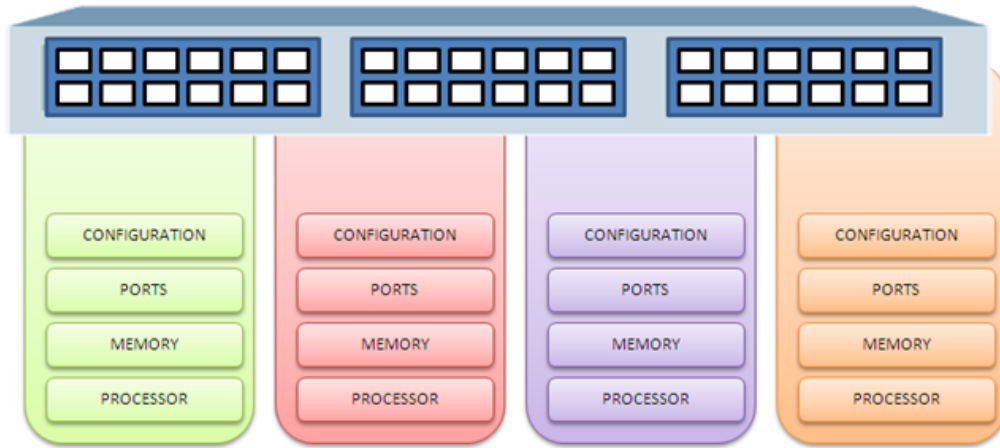 CONFIGURATION CONFIGURATION CONFIGURATION CONFIGURATION
PORTS PORTS PORTS PORTS
MEMORY MEMORY MEMORY MEMORY
PROCESSOR PROCESSOR PROCESSOR PROCESSOR